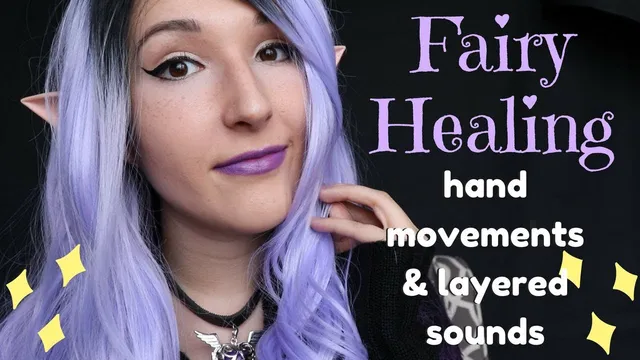 Fairy
Healing
hand
movements
& layered
sounds